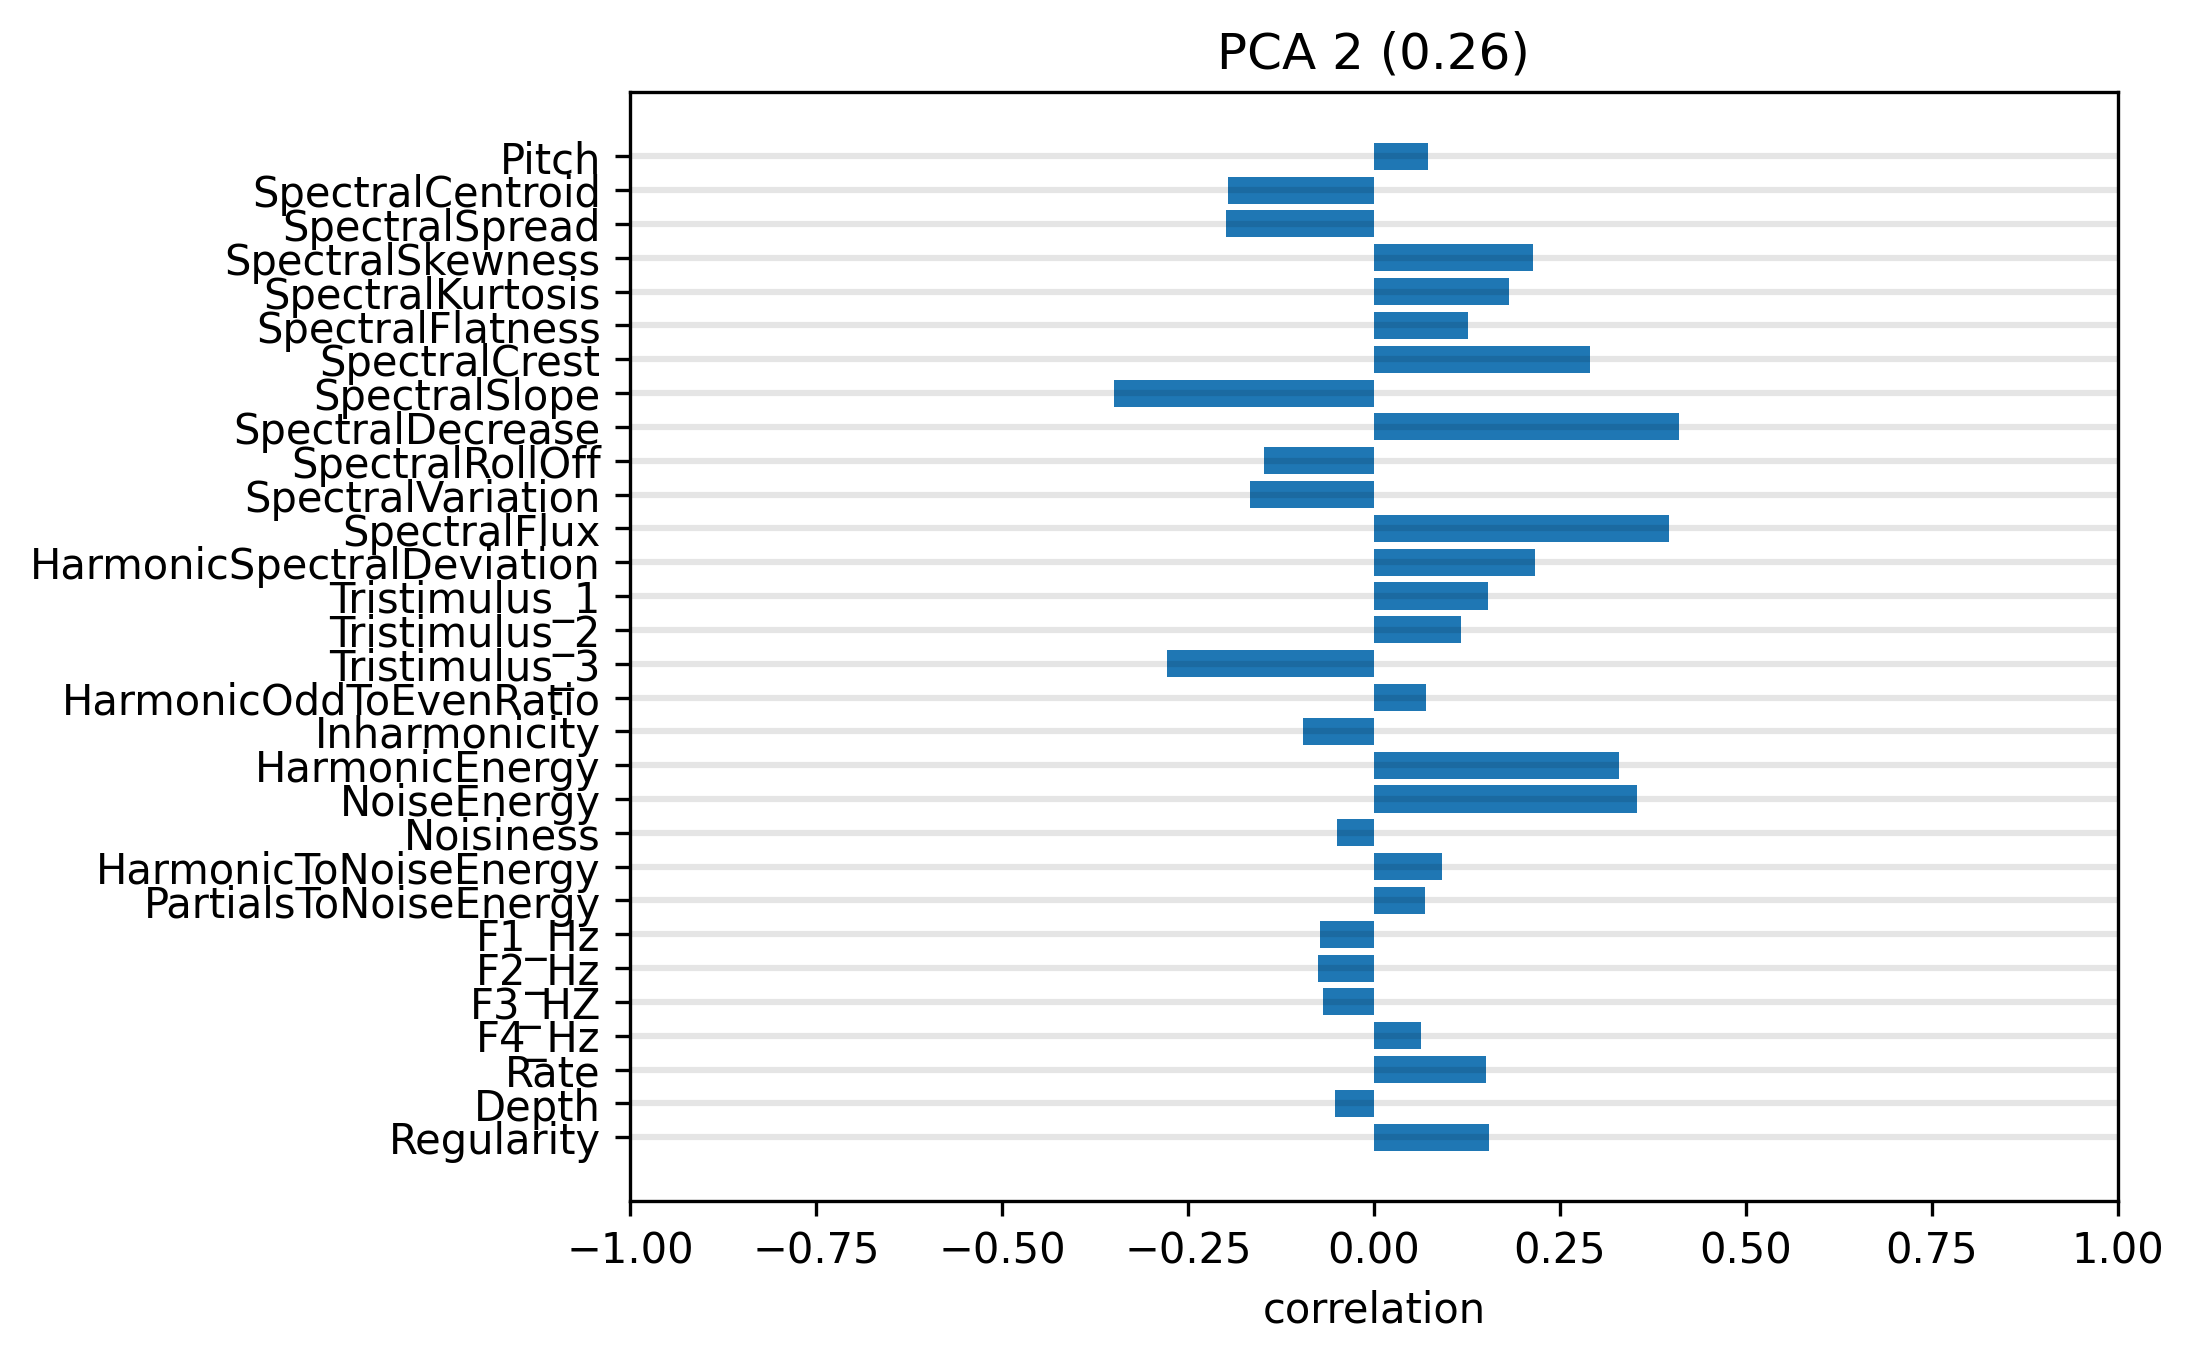 PCA 2 (0.26)
Pitch
SpectralCentroid
SpectralSpread
SpectralSkewness
SpectralKurtosis
SpectralFlatness
SpectralCrest
SpectralSlope
SpectralDecrease
SpectralRollOff
SpectralVariation
SpectralFlux
HarmonicSpectralDeviation
Tristimulus_1
Tristimulus_2
Tristimulus_3
HarmonicOddToEvenRatio
Inharmonicity
HarmonicEnergy
NoiseEnergy
Noisiness
HarmonicToNoiseEnergy
PartialsToNoiseEnergy
F1_Hz
F2_Hz
F3_HZ
F4_Hz
Rate
Depth
Regularity
−1.00 −0.75 −0.50 −0.25 0.00 0.25 0.50 0.75 1.00
correlation